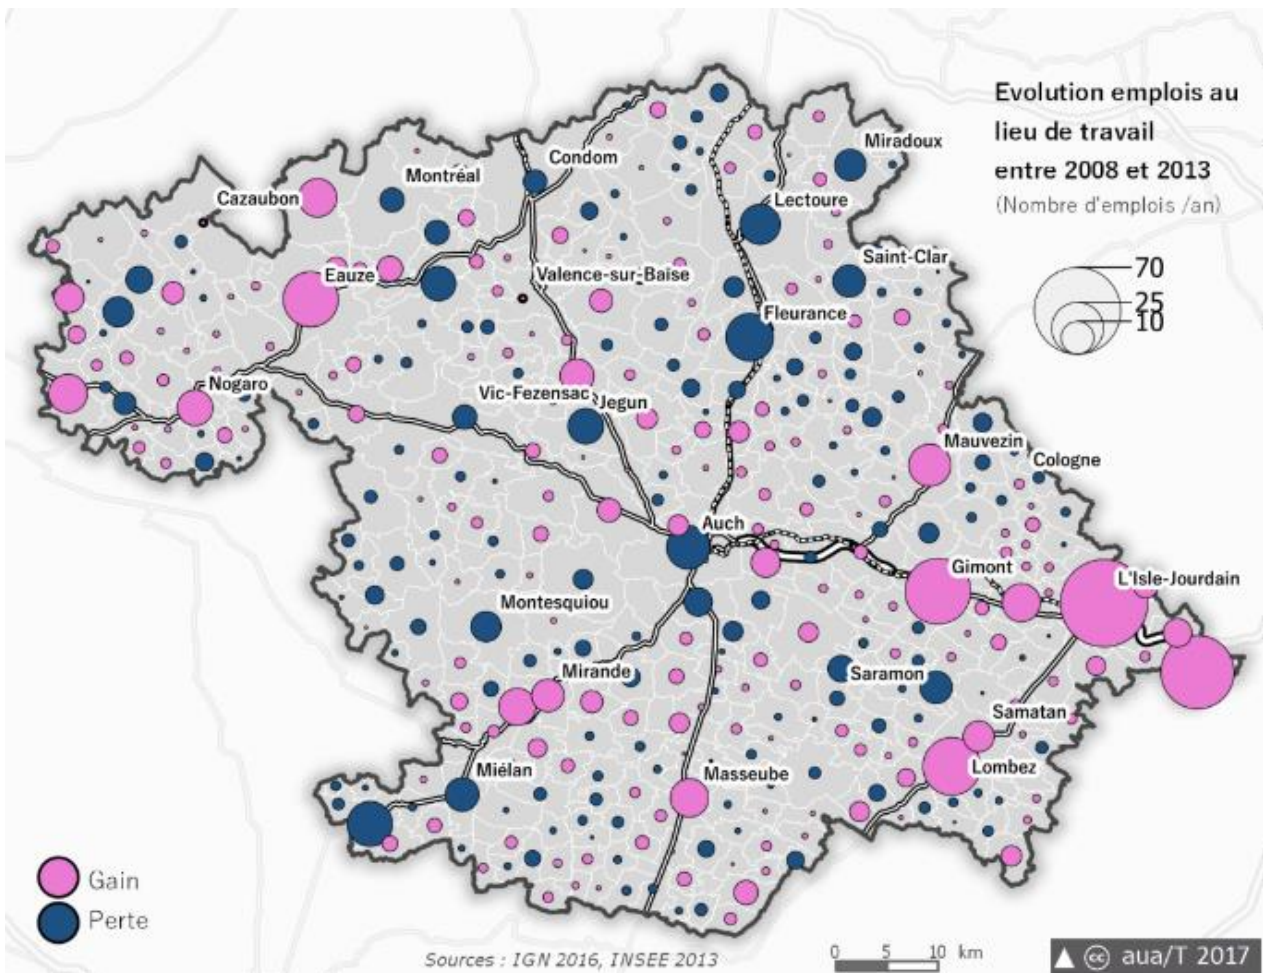 Evolution emplois au
lieu de travail
entre 2008 et 2013
(Nombre d'emplois /an)
70
25
10
Miradoux
Condom
Montréal
Cazaubon
Lectoure
Saint-Clar
Eauze
Valence-sur-Baise
Fleurance
Nogaro
Vic-Fezensac
Jegun
Mauvezin
Cologne
Auch
Gimont
L'Isle-Jourdain
Montesquiou
Mirande
Saramon
Samatan
Miélan
Masseube
Lombez
Gain
Perte
Sources : IGN 2016, INSEE 2013
0 5 10 km
cc aua/T 2017